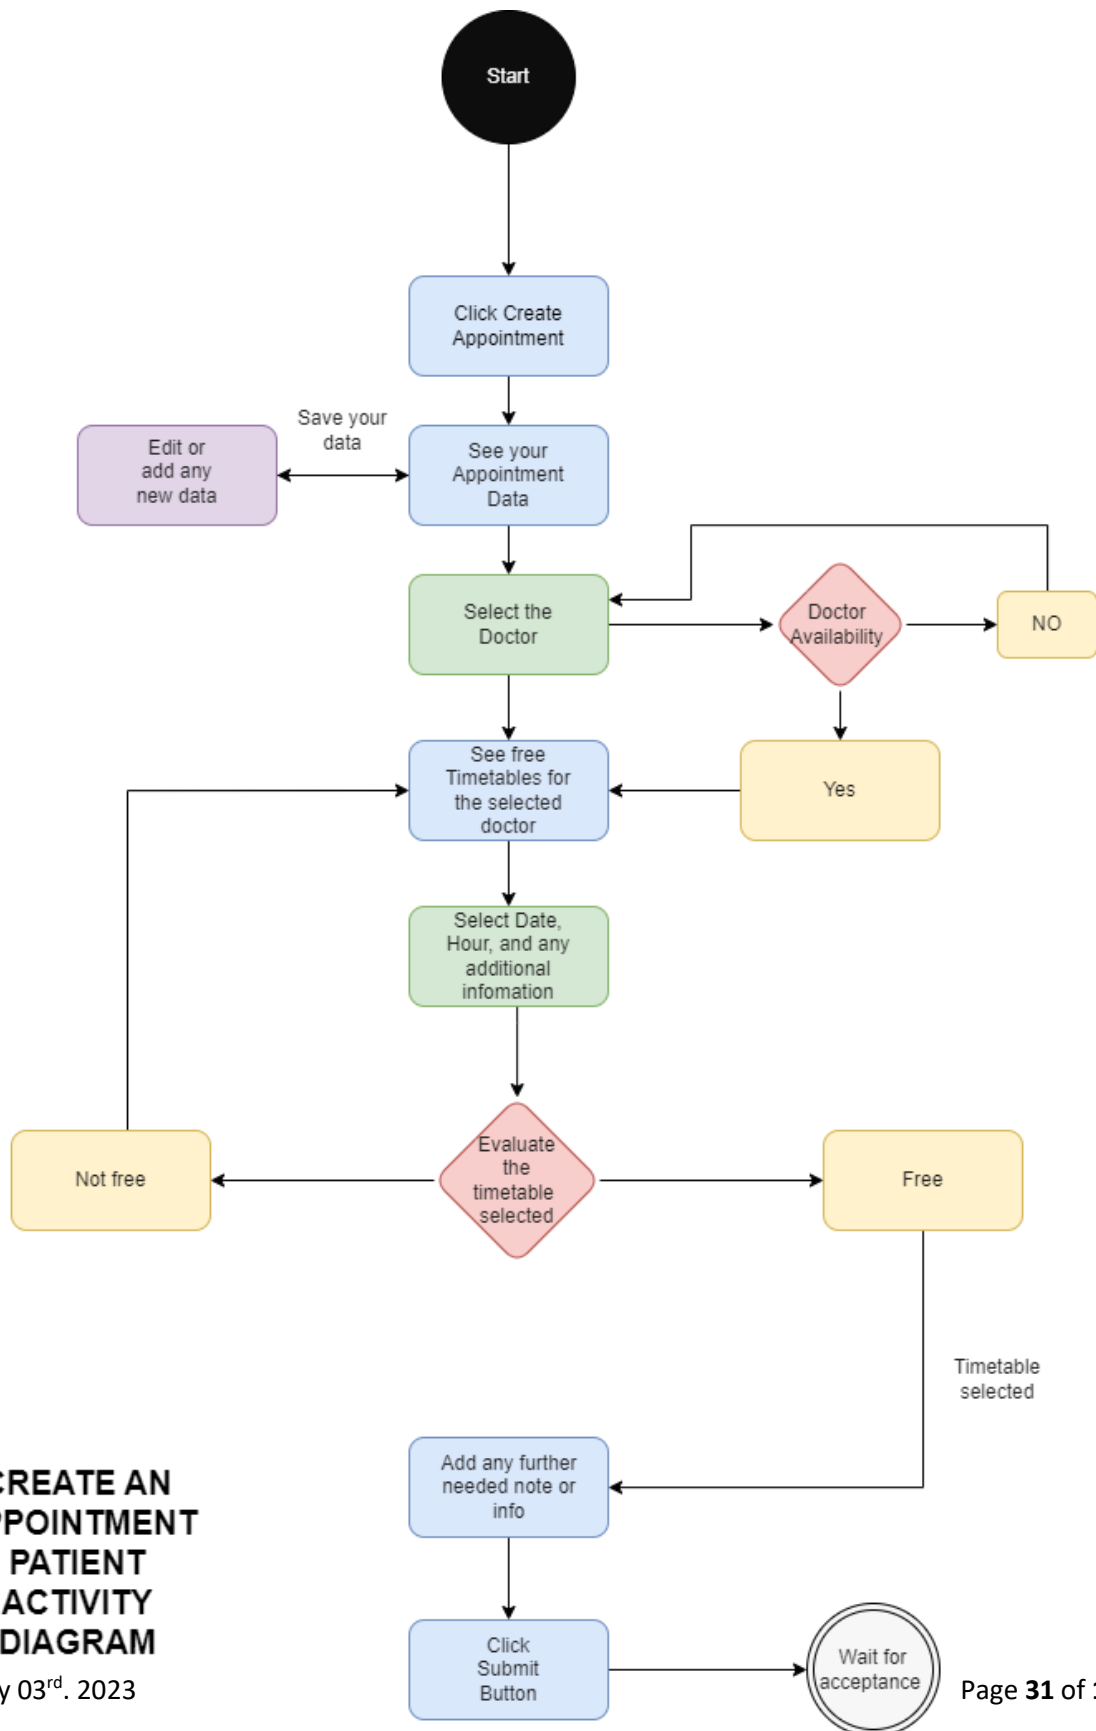 Start
Click Create
Appointment
Save your
data
Edit or
add any
new data
See your
Appointment
Data
Select the
Doctor
Doctor
Availability
NO
See free
Timetables for
the selected
doctor
Yes
Select Date,
Hour, and any
additional
infomation
Evaluate
the
timetable
selected
Not free
Free
Timetable
selected
Add any further
needed note or
info
CREATE AN
APPOINTMENT
PATIENT
ACTIVITY
DIAGRAM
Click
Submit
Button
Wait for
acceptance
y 03rd. 2023
Page 31 of 1